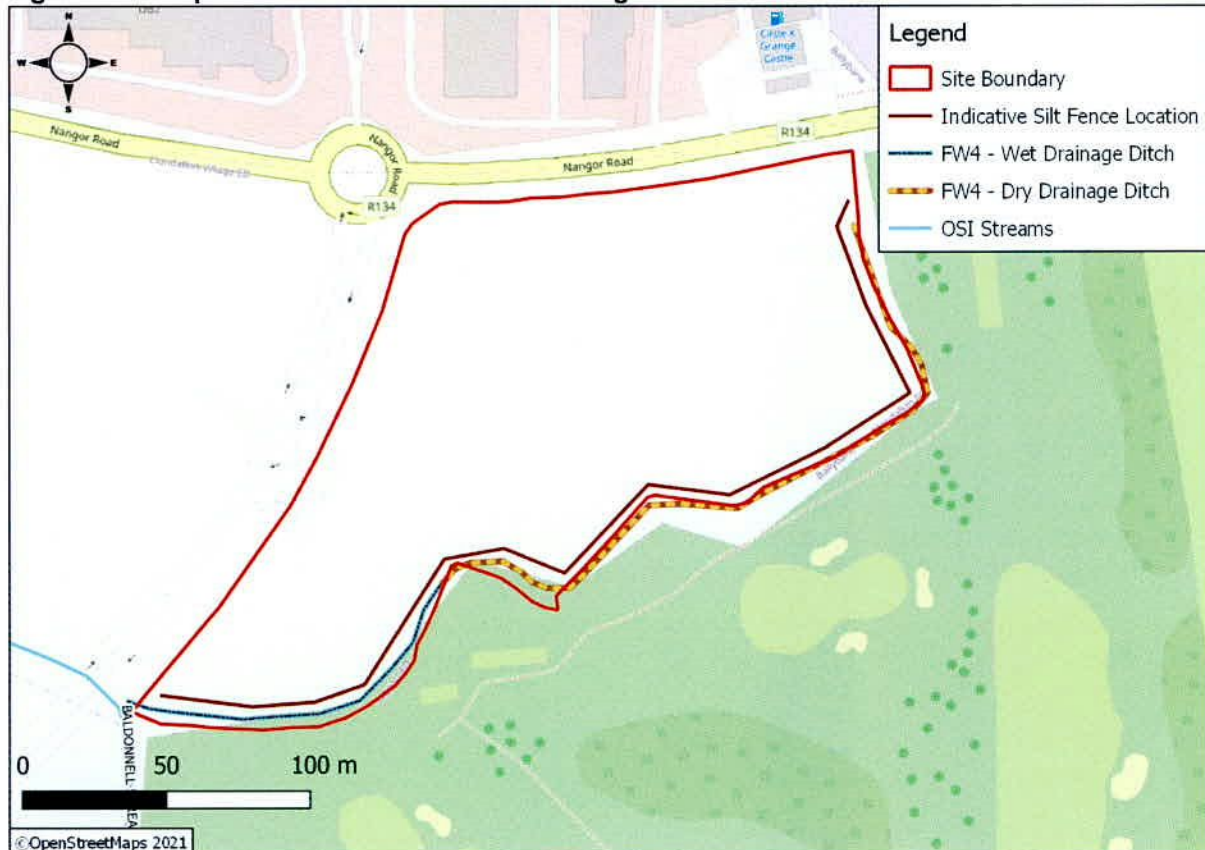 N
W E
S
Circle K
Grange
Castle
Legend
Site Boundary
Indicative Silt Fence Location
FW4 - Wet Drainage Ditch
FW4 - Dry Drainage Ditch
OSI Streams
Nangor Road
Nangor Road
R134
Nangor Road
R134
BALDONNELL
0 50 100 m
©OpenStreetMaps 2021